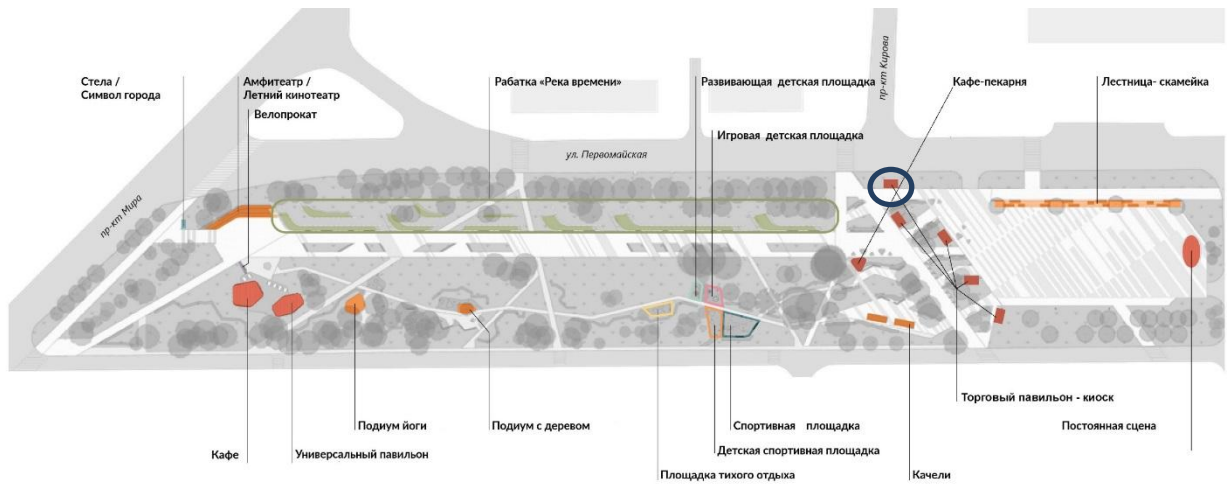 Стела /
Символ города
Амфитеатр /
Летний кинотеатр
Велопрокат
Рабатка «Река времени»
Развивающая детская площадка
Игровая детская площадка
пр-кт Кирова
Кафе-пекарня
Лестница- скамейка
ул. Первомайская
пр-кт Мира
Торговый павильон - киоск
Подиум йоги
Подиум с деревом
Спортивная площадка
Постоянная сцена
Кафе
Универсальный павильон
Детская спортивная площадка
Площадка тихого отдыха
Качели